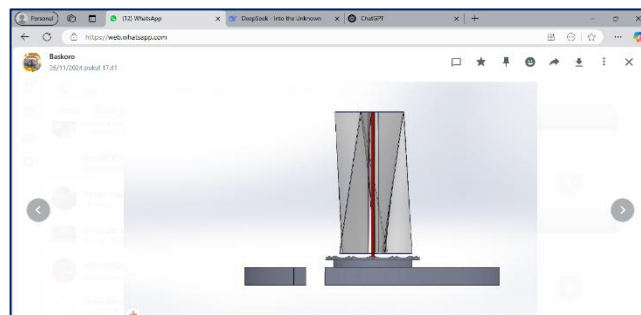 Personal
(12) WhatsApp
DeepSeek - Into the Unknown
ChatGPT
https://web.whatsapp.com
Baskoro
26/11/2024 pukul 17.41